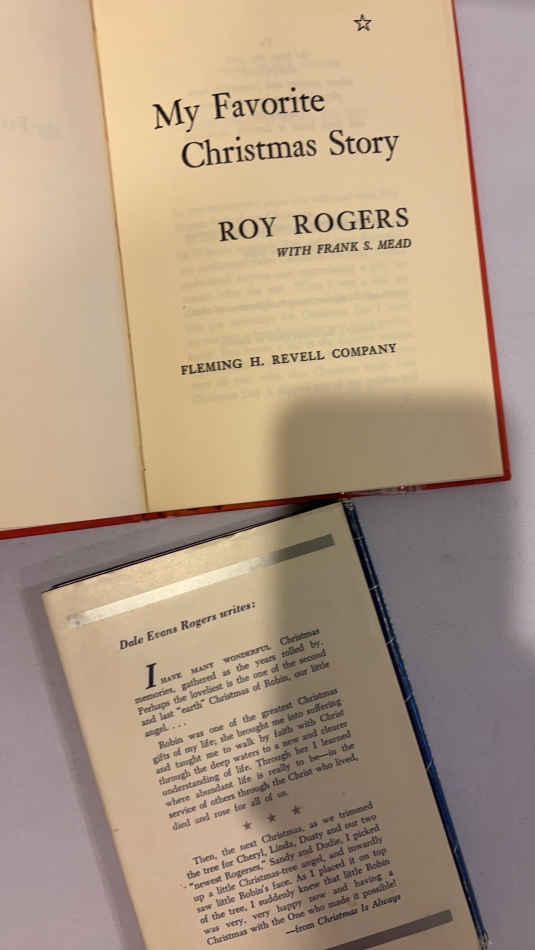 My Favorite
Christmas Story
ROY ROGERS
WITH FRANK S. MEAD
FLEMING H. REVELL COMPANY
Dale Evans Rogers writes:
I HAVE MANY WONDERFUL Christmas
memories, gathered as the years rolled by.
Perhaps the loveliest is the one of the second
and last "earth" Christmas of Robin, our little
angel. . . .
Robin was one of the greatest Christmas
gifts of my life; she brought me into suffering
and taught me to walk by faith with Christ
through the deep waters to a new and clearer
understanding of life. Through her I learned
where abundant life is really to be—in the
service of others through the Christ who lived,
died and rose for all of us.
Then, the next Christmas, as we trimmed
the tree for Cheryl, Linda, Dusty and our two
"newest Rogerses," Sandy and Dodie, I picked
up a little Christmas-tree angel, and inwardly
saw little Robin's face. As I placed it on top
of the tree, I suddenly knew that little Robin
was very, very happy now and having a
Christmas with the One who made it possible!
—from Christmas Is Always